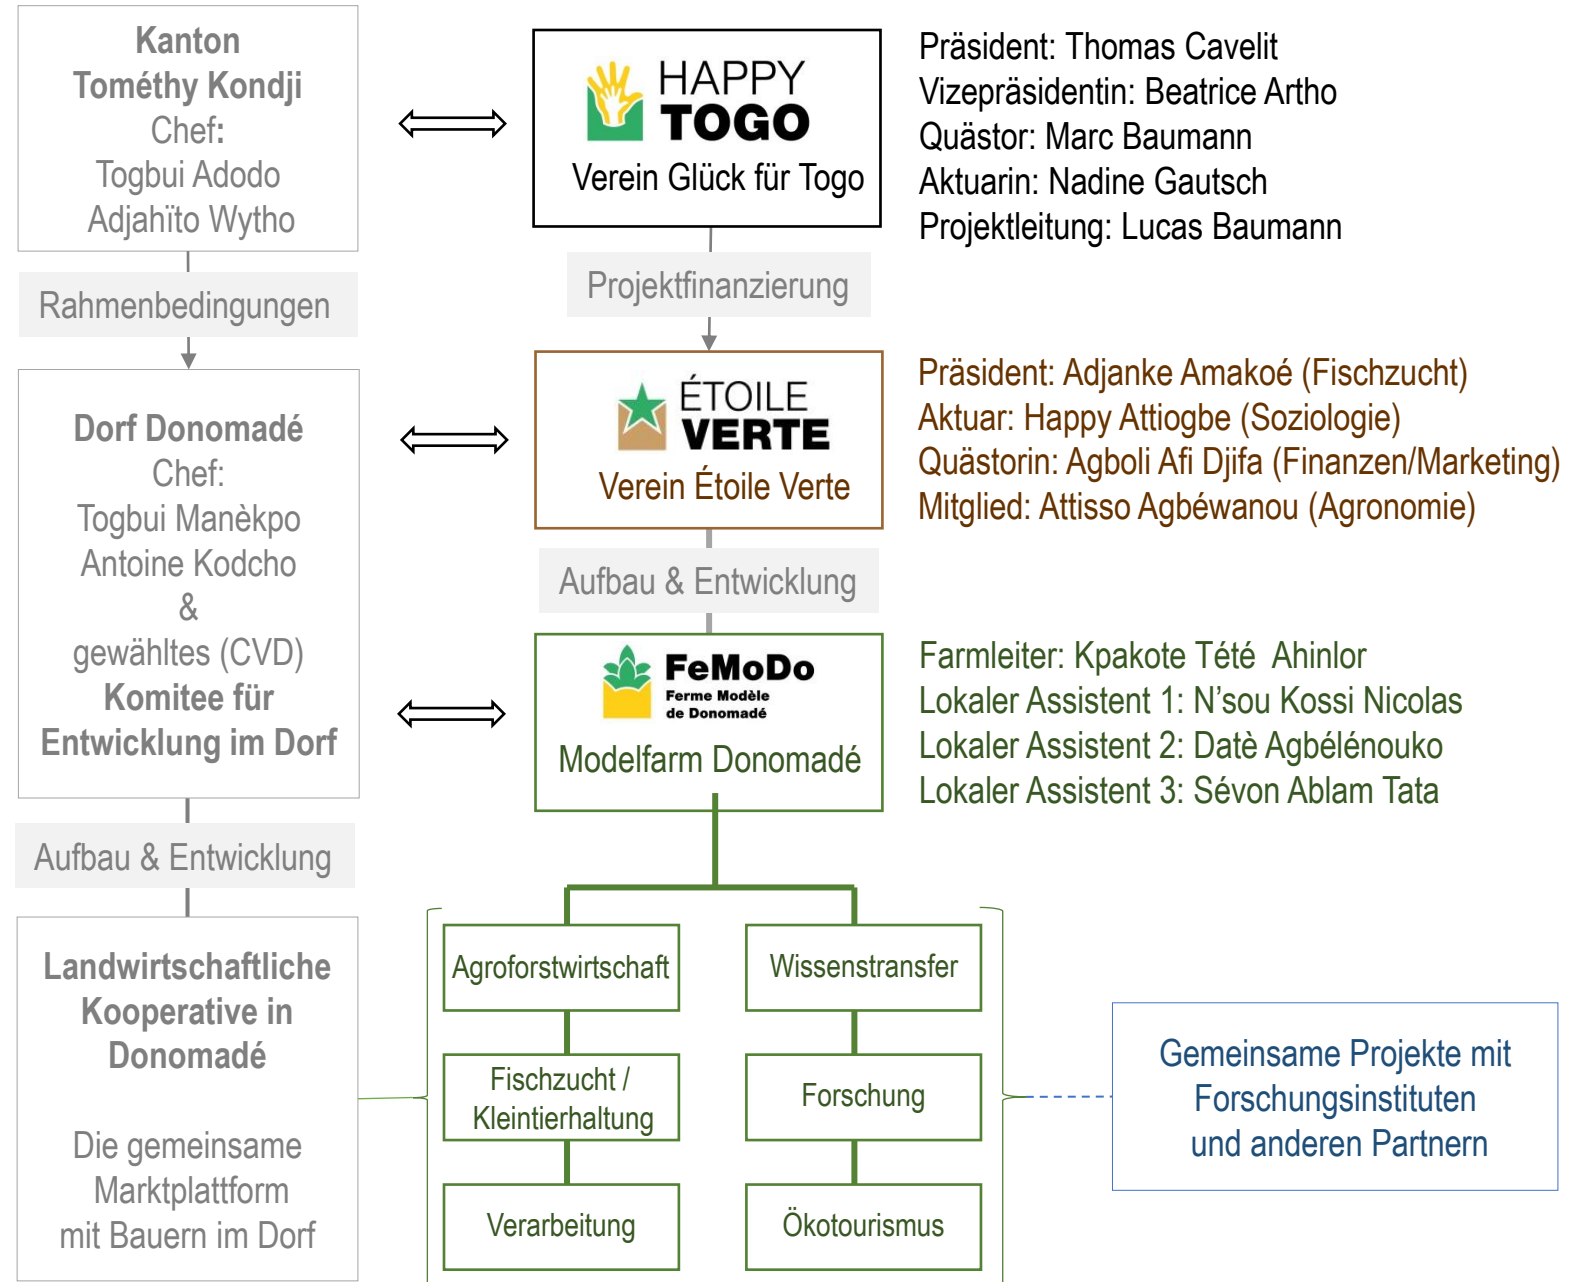 Kanton
Tométhy Kondji
Chef:
Togbui Adodo
Adjahïto Wytho
HAPPY
TOGO
Verein Glück für Togo
Präsident: Thomas Cavelit
Vizepräsidentin: Beatrice Artho
Quästor: Marc Baumann
Aktuarin: Nadine Gautsch
Projektleitung: Lucas Baumann
Rahmenbedingungen
Projektfinanzierung
Dorf Donomadé
Chef:
Togbui Manèkpo
Antoine Kodcho
&
gewähltes (CVD)
Komitee für
Entwicklung im Dorf
ÉTOILE
VERTE
Verein Étoile Verte
Präsident: Adjanke Amakoé (Fischzucht)
Aktuar: Happy Attiogbe (Soziologie)
Quästorin: Agboli Afi Djifa (Finanzen/Marketing)
Mitglied: Attisso Agbéwanou (Agronomie)
Aufbau & Entwicklung
FeMoDo
Ferme Modèle
de Donomadé
Modelfarm Donomadé
Farmleiter: Kpakote Tété  Ahinlor
Lokaler Assistent 1: N’sou Kossi Nicolas
Lokaler Assistent 2: Datè Agbélénouko
Lokaler Assistent 3: Sévon Ablam Tata
Aufbau & Entwicklung
Landwirtschaftliche
Kooperative in
Donomadé
Die gemeinsame
Marktplattform
mit Bauern im Dorf
Agroforstwirtschaft
Fischzucht /
Kleintierhaltung
Verarbeitung
Wissenstransfer
Forschung
Ökotourismus
Gemeinsame Projekte mit
Forschungsinstituten
und anderen Partnern